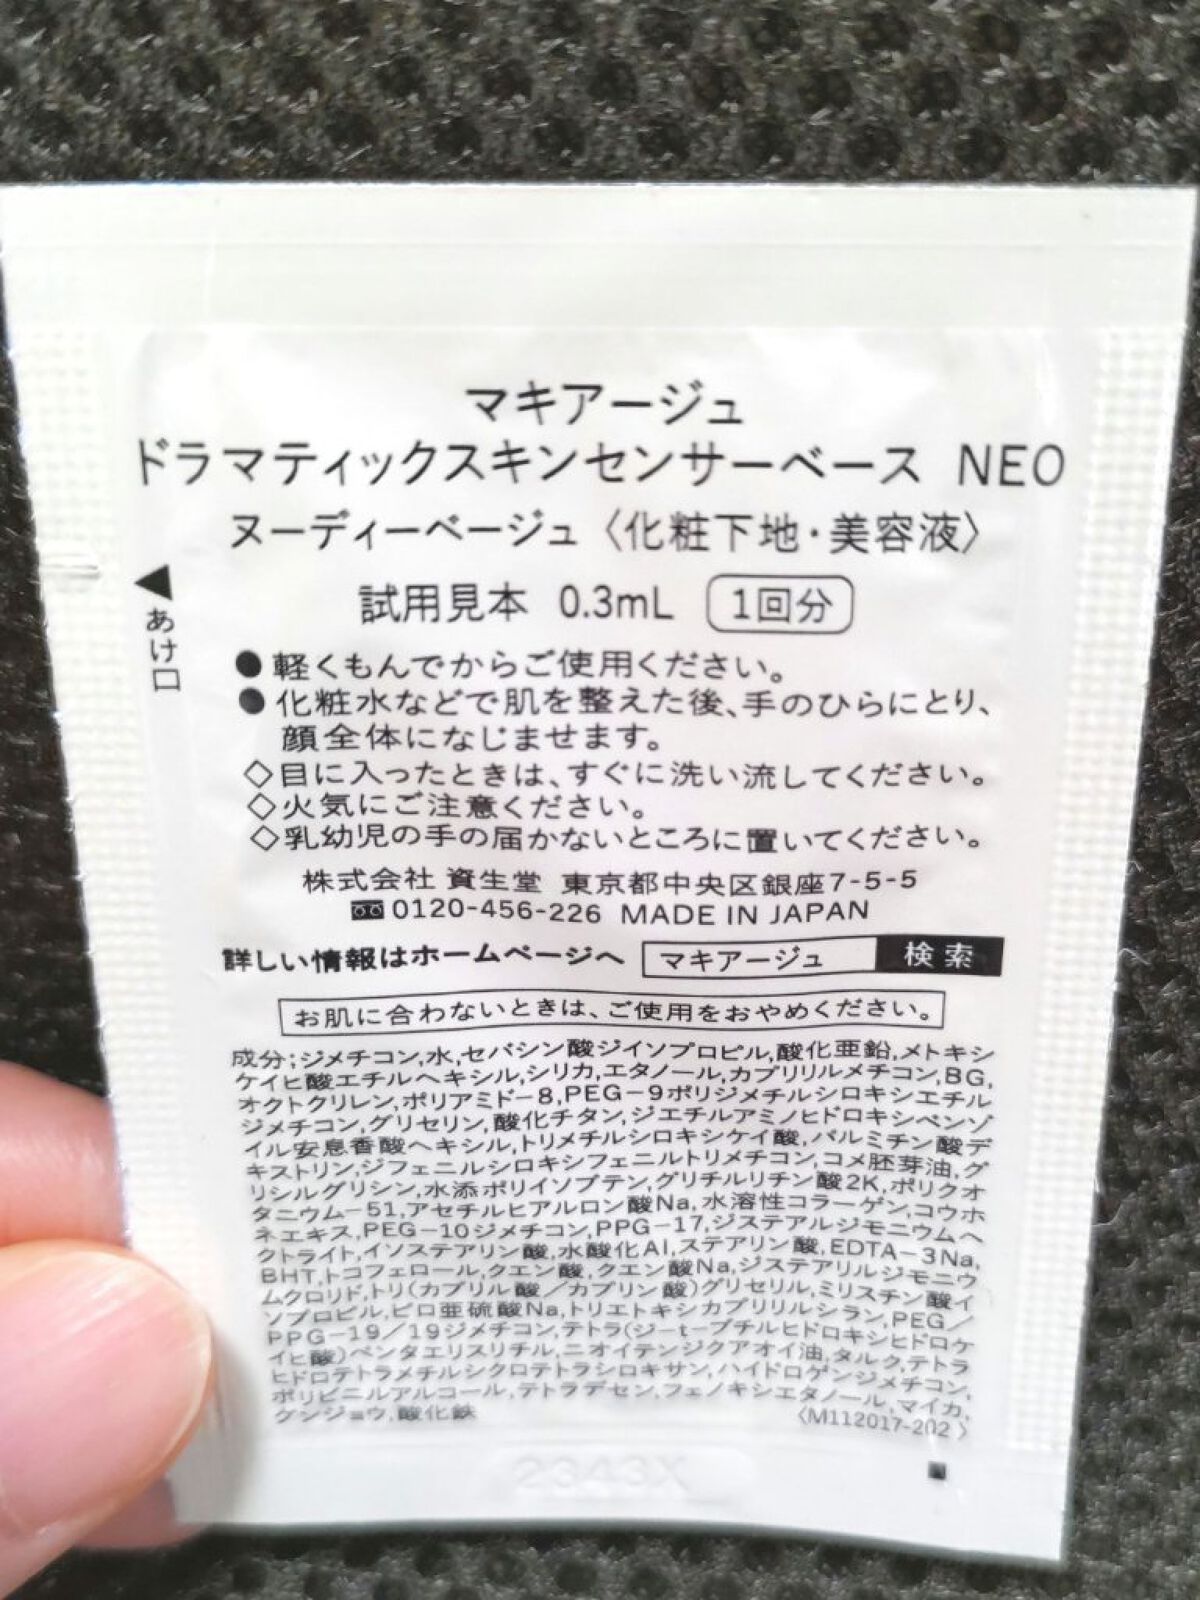 マキアージュ
ドラマティックスキンセンサーベース NEO
ヌーディーベージュ〈化粧下地・美容液〉
試用見本 0.3mL 1回分
あけ口
●軽くもんでからご使用ください。
●化粧水などで肌を整えた後、手のひらにとり、
顔全体になじませます。
◇目に入ったときは、すぐに洗い流してください。
◇火気にご注意ください。
◇乳幼児の手の届かないところに置いてください。
株式会社 資生堂 東京都中央区銀座7-5-5
0120-456-226 MADE IN JAPAN
詳しい情報はホームページへ マキアージュ 検索
お肌に合わないときは、ご使用をおやめください。
成分;ジメチコン,水,セバシン酸ジイソプロピル,酸化亜鉛,メトキシ
ケイヒ酸エチルヘキシル,シリカ,エタノール,カプリリルメチコン,BG,
オクトクリレン,ポリアミド-8,PEG-9ポリジメチルシロキシエチル
ジメチコン,グリセリン,酸化チタン,ジエチルアミノヒドロキシベンゾ
イル安息香酸ヘキシル,トリメチルシロキシケイ酸,パルミチン酸デ
キストリン,ジフェニルシロキシフェニルトリメチコン,コメ胚芽油,グ
リシルグリシン,水添ポリイソブテン,グリチルリチン酸2K,ポリクオ
タニウム-51,アセチルヒアルロン酸Na,水溶性コラーゲン,コウホ
ネエキス,PEG-10ジメチコン,PPG-17,ジステアルジモニウムヘ
クトライト,イソステアリン酸,水酸化Al,ステアリン酸,EDTA-3Na,
BHT,トコフェロール,クエン酸,クエン酸Na,ジステアリルジモニウ
ムクロリド,トリ(カプリル酸/カプリン酸)グリセリル,ミリスチン酸イ
ソプロピル,ピロ亜硫酸Na,トリエトキシカプリリルシラン,PEG/
PPG-19/19ジメチコン,テトラ(ジ-t-ブチルヒドロキシヒドロケ
イヒ酸)ペンタエリスリチル,ニオイテンジクアオイ油,タルク,テトラ
ヒドロテトラメチルシクロテトラシロキサン,ハイドロゲンジメチコン,
ポリビニルアルコール,テトラデセン,フェノキシエタノール,マイカ,
ケンジョウ,酸化鉄 〈M112017-202〉
2343X